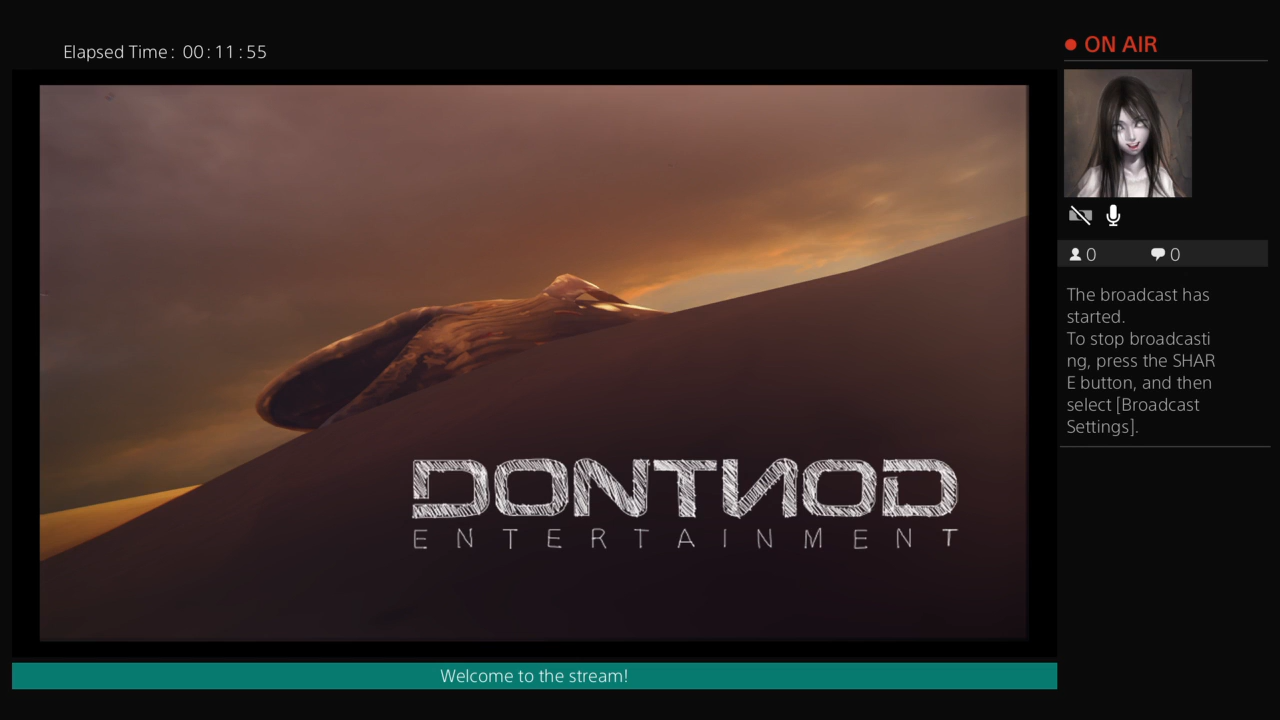 Elapsed Time: 00:11:55
ON AIR
0 0
The broadcast has
started.
To stop broadcasti
ng, press the SHAR
E button, and then
select [Broadcast
Settings].
DONTNOD
ENTERTAINMENT
Welcome to the stream!